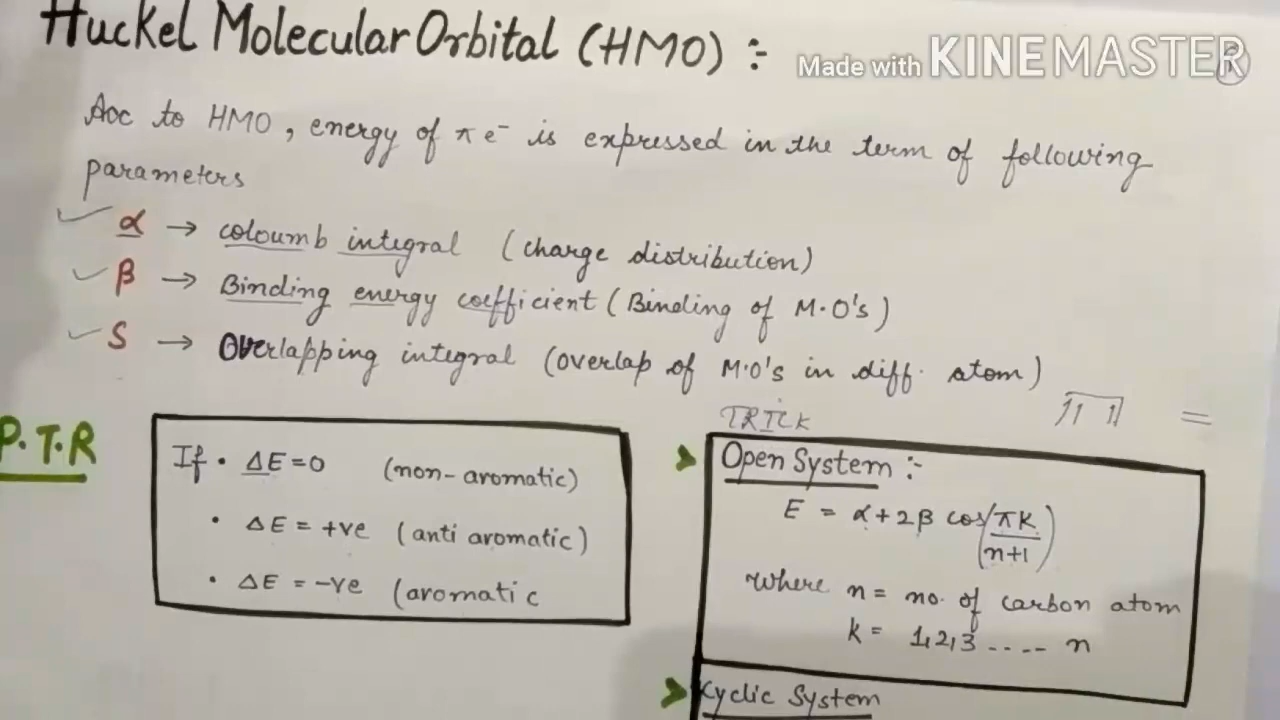 Huckel Molecular Orbital (HMO) :-
Made with KINEMASTER
Acc to HMO, energy of π e⁻ is expressed in the term of following
parameters
α → coloumb integral (charge distribution)
β → Binding energy coefficient (Binding of M.O's)
S → Overlapping integral (overlap of M.O's in diff. atom)
P.T.R
If • ΔE = 0 (non-aromatic)
• ΔE = +ve (anti aromatic)
• ΔE = -ve (aromatic
TRICK
Open System :-
E = α + 2β cos(πk/n+1)
where n = no. of carbon atom
k = 1,2,3 ..... n
Cyclic System